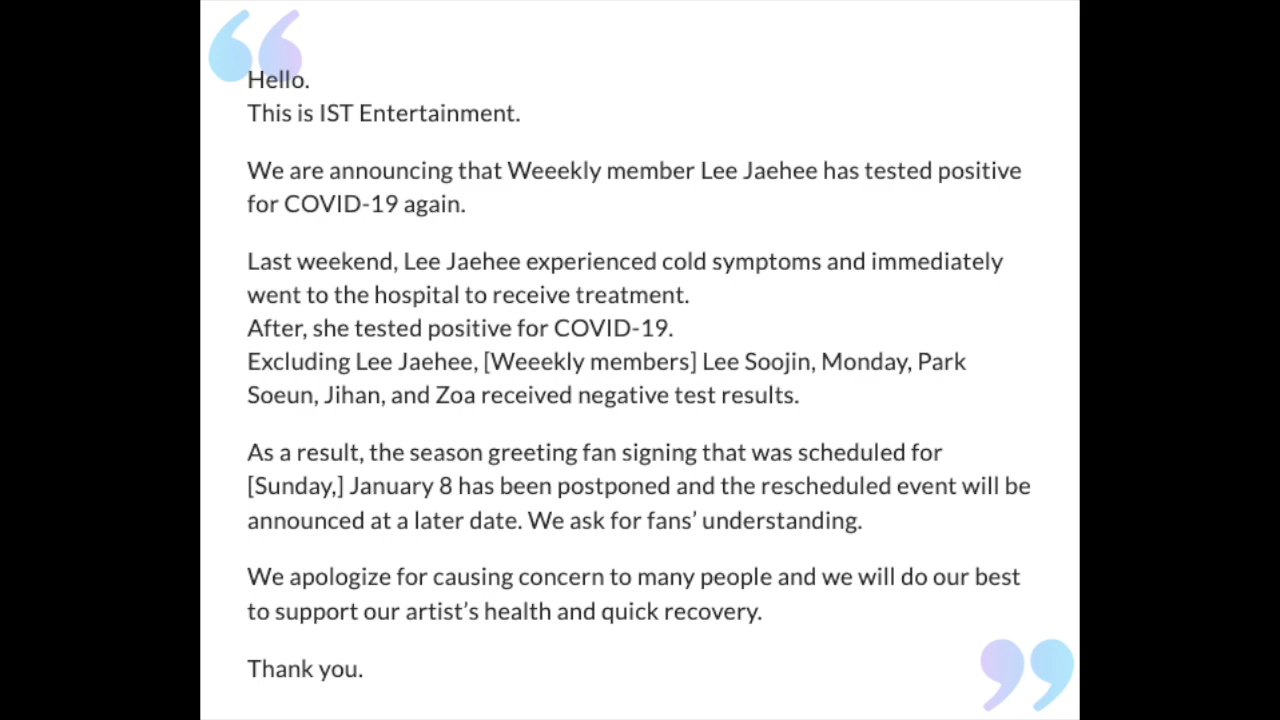 Hello.
This is IST Entertainment.
We are announcing that Weeekly member Lee Jaehee has tested positive
for COVID-19 again.
Last weekend, Lee Jaehee experienced cold symptoms and immediately
went to the hospital to receive treatment.
After, she tested positive for COVID-19.
Excluding Lee Jaehee, [Weeekly members] Lee Soojin, Monday, Park
Soeun, Jihan, and Zoa received negative test results.
As a result, the season greeting fan signing that was scheduled for
[Sunday,] January 8 has been postponed and the rescheduled event will be
announced at a later date. We ask for fans’ understanding.
We apologize for causing concern to many people and we will do our best
to support our artist’s health and quick recovery.
Thank you.